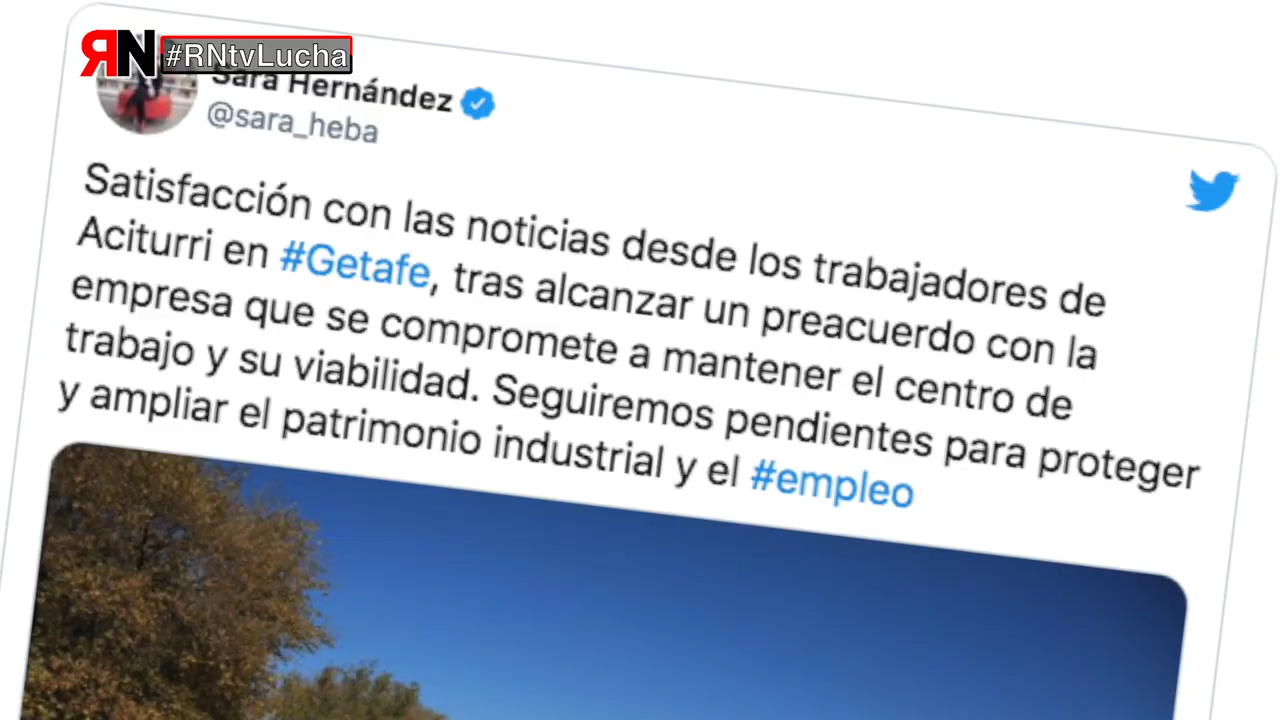 RN #RNtvLucha
Sara Hernández
@sara_heba
Satisfacción con las noticias desde los trabajadores de
Aciturri en #Getafe, tras alcanzar un preacuerdo con la
empresa que se compromete a mantener el centro de
trabajo y su viabilidad. Seguiremos pendientes para proteger
y ampliar el patrimonio industrial y el #empleo